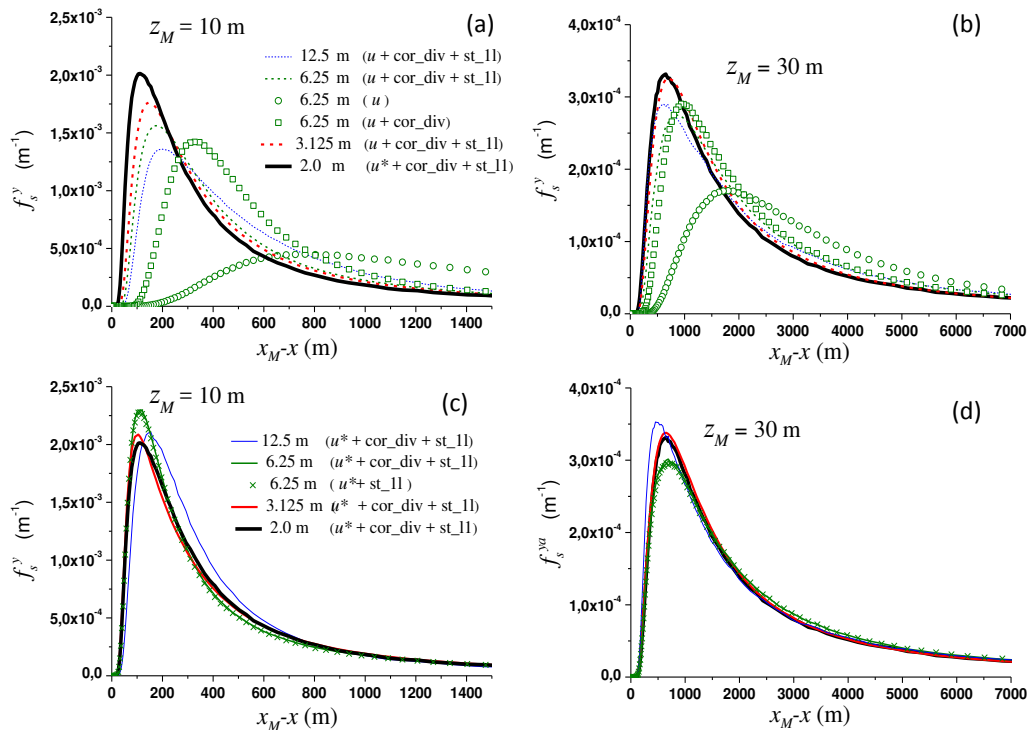 (a)
z_M = 10 m
12.5 m (u + cor_div + st_1l)
6.25 m (u + cor_div + st_1l)
6.25 m (u)
6.25 m (u + cor_div)
3.125 m (u + cor_div + st_1l)
2.0 m (u* + cor_div + st_1l)
2,5x10⁻³
2,0x10⁻³
1,5x10⁻³
1,0x10⁻³
5,0x10⁻⁴
0,0
f_s^y (m⁻¹)
0 200 400 600 800 1000 1200 1400
x_M-x (m)
(b)
z_M = 30 m
4,0x10⁻⁴
3,0x10⁻⁴
2,0x10⁻⁴
1,0x10⁻⁴
0,0
f_s^y (m⁻¹)
0 1000 2000 3000 4000 5000 6000 7000
x_M-x (m)
(c)
z_M = 10 m
12.5 m (u* + cor_div + st_1l)
6.25 m (u* + cor_div + st_1l)
6.25 m (u*+ st_1l)
3.125 m u* + cor_div + st_1l)
2.0 m (u* + cor_div + st_1l)
2,5x10⁻³
2,0x10⁻³
1,5x10⁻³
1,0x10⁻³
5,0x10⁻⁴
0,0
f_s^y (m⁻¹)
0 200 400 600 800 1000 1200 1400
x_M-x (m)
(d)
z_M = 30 m
4,0x10⁻⁴
3,0x10⁻⁴
2,0x10⁻⁴
1,0x10⁻⁴
0,0
f_s^ya (m⁻¹)
0 1000 2000 3000 4000 5000 6000 7000
x_M-x (m)